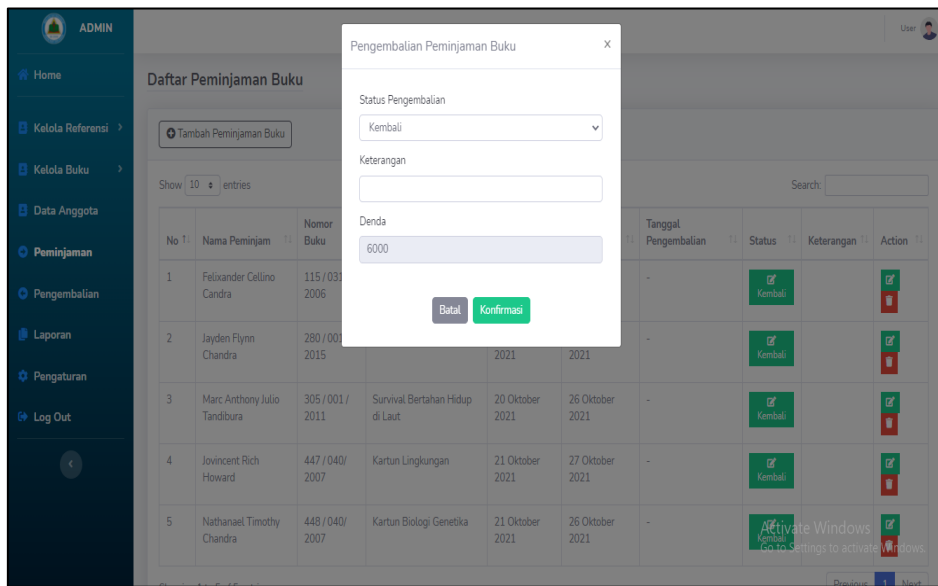 ADMIN
User
Home
Kelola Referensi
Kelola Buku
Data Anggota
Peminjaman
Pengembalian
Laporan
Pengaturan
Log Out
Daftar Peminjaman Buku
Tambah Peminjaman Buku
Show 10 entries
Search:
Pengembalian Peminjaman Buku
X
Status Pengembalian
Kembali
Keterangan
Denda
6000
Batal Konfirmasi
No Nama Peminjam Nomor Buku Tanggal Pengembalian Status Keterangan Action
1 Felixander Cellino 115 / 031 -
Candra 2006 Kembali
2 Jayden Flynn 280 / 001 -
Chandra 2015 2021 2021 Kembali
3 Marc Anthony Julio 305 / 001 / Survival Bertahan Hidup 20 Oktober 26 Oktober -
Tandibura 2011 di Laut 2021 2021 Kembali
4 Jovincent Rich 447 / 040/ Kartun Lingkungan 21 Oktober 27 Oktober -
Howard 2007 2021 2021 Kembali
5 Nathanael Timothy 448 / 040/ Kartun Biologi Genetika 21 Oktober 26 Oktober -
Chandra 2007 2021 2021 Kembali
Activate Windows
Go to Settings to activate Windows.
Previous 1 Next